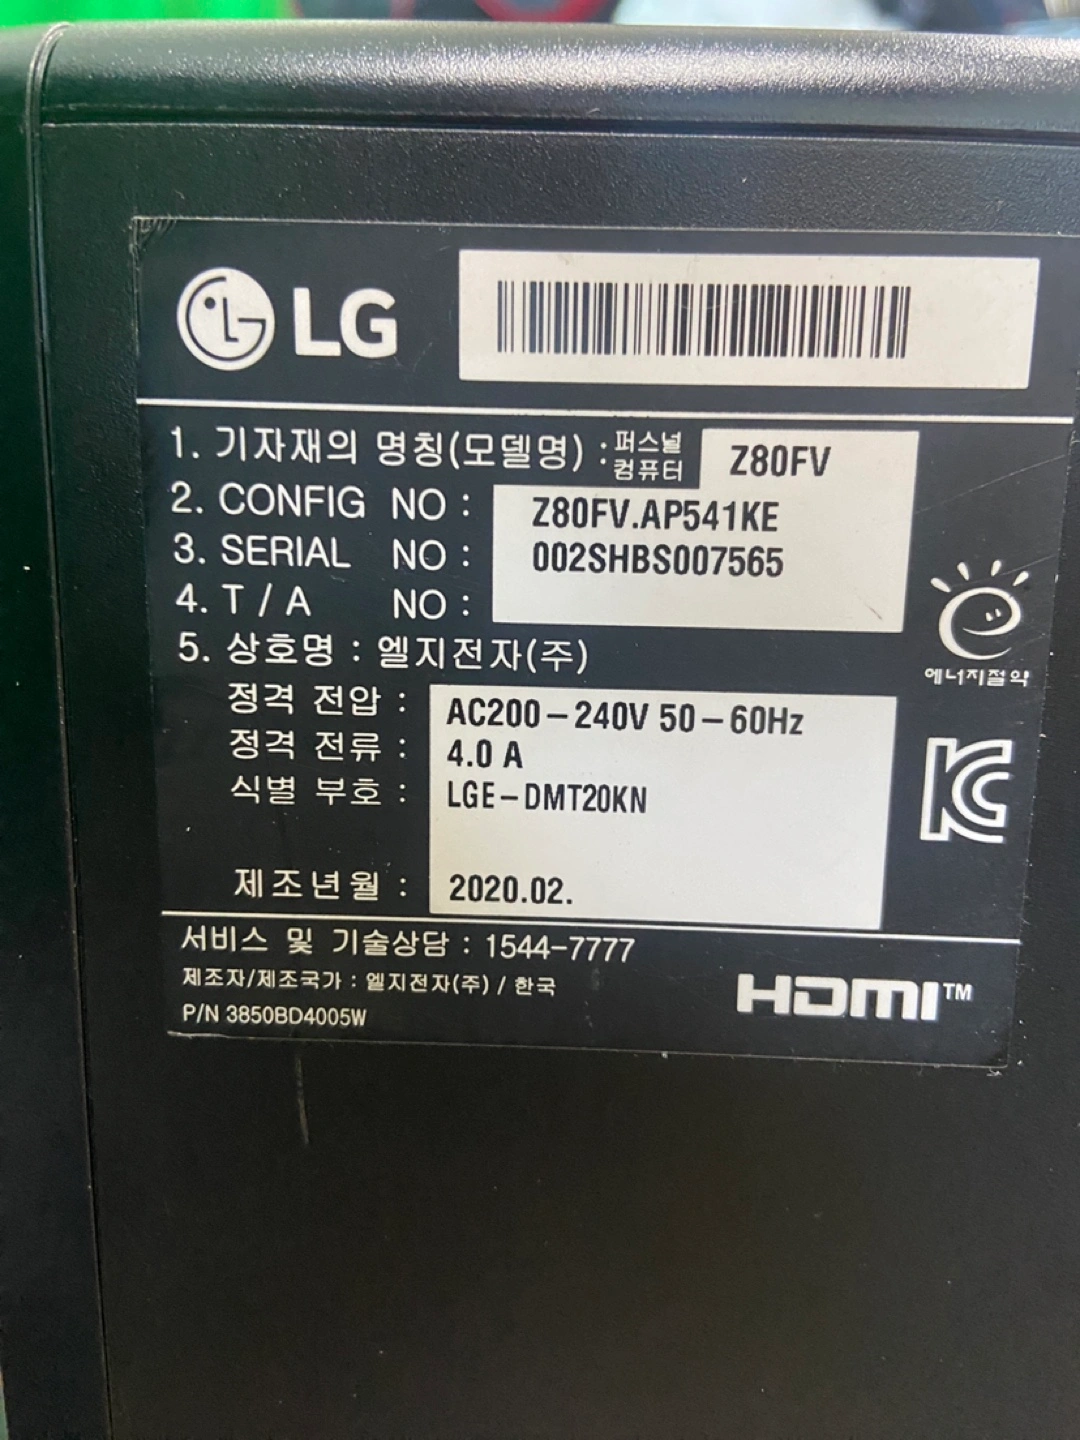 LG
1. 기자재의 명칭(모델명) : 퍼스널 컴퓨터 Z80FV
2. CONFIG NO : Z80FV.AP541KE
3. SERIAL NO : 002SHBS007565
4. T / A NO :
5. 상호명 : 엘지전자(주)
정격 전압 : AC200-240V 50-60Hz
정격 전류 : 4.0 A
식별 부호 : LGE-DMT20KN
에너지절약
제조년월 : 2020.02.
서비스 및 기술상담 : 1544-7777
제조자/제조국가 : 엘지전자(주) / 한국
P/N 3850BD4005W
HDMI™